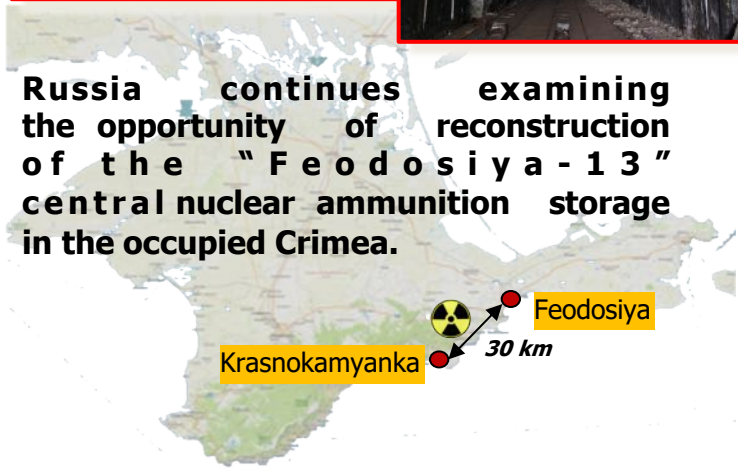 Russia continues examining
the opportunity of reconstruction
of the “Feodosiya-13”
central nuclear ammunition storage
in the occupied Crimea.
Feodosiya
30 km
Krasnokamyanka